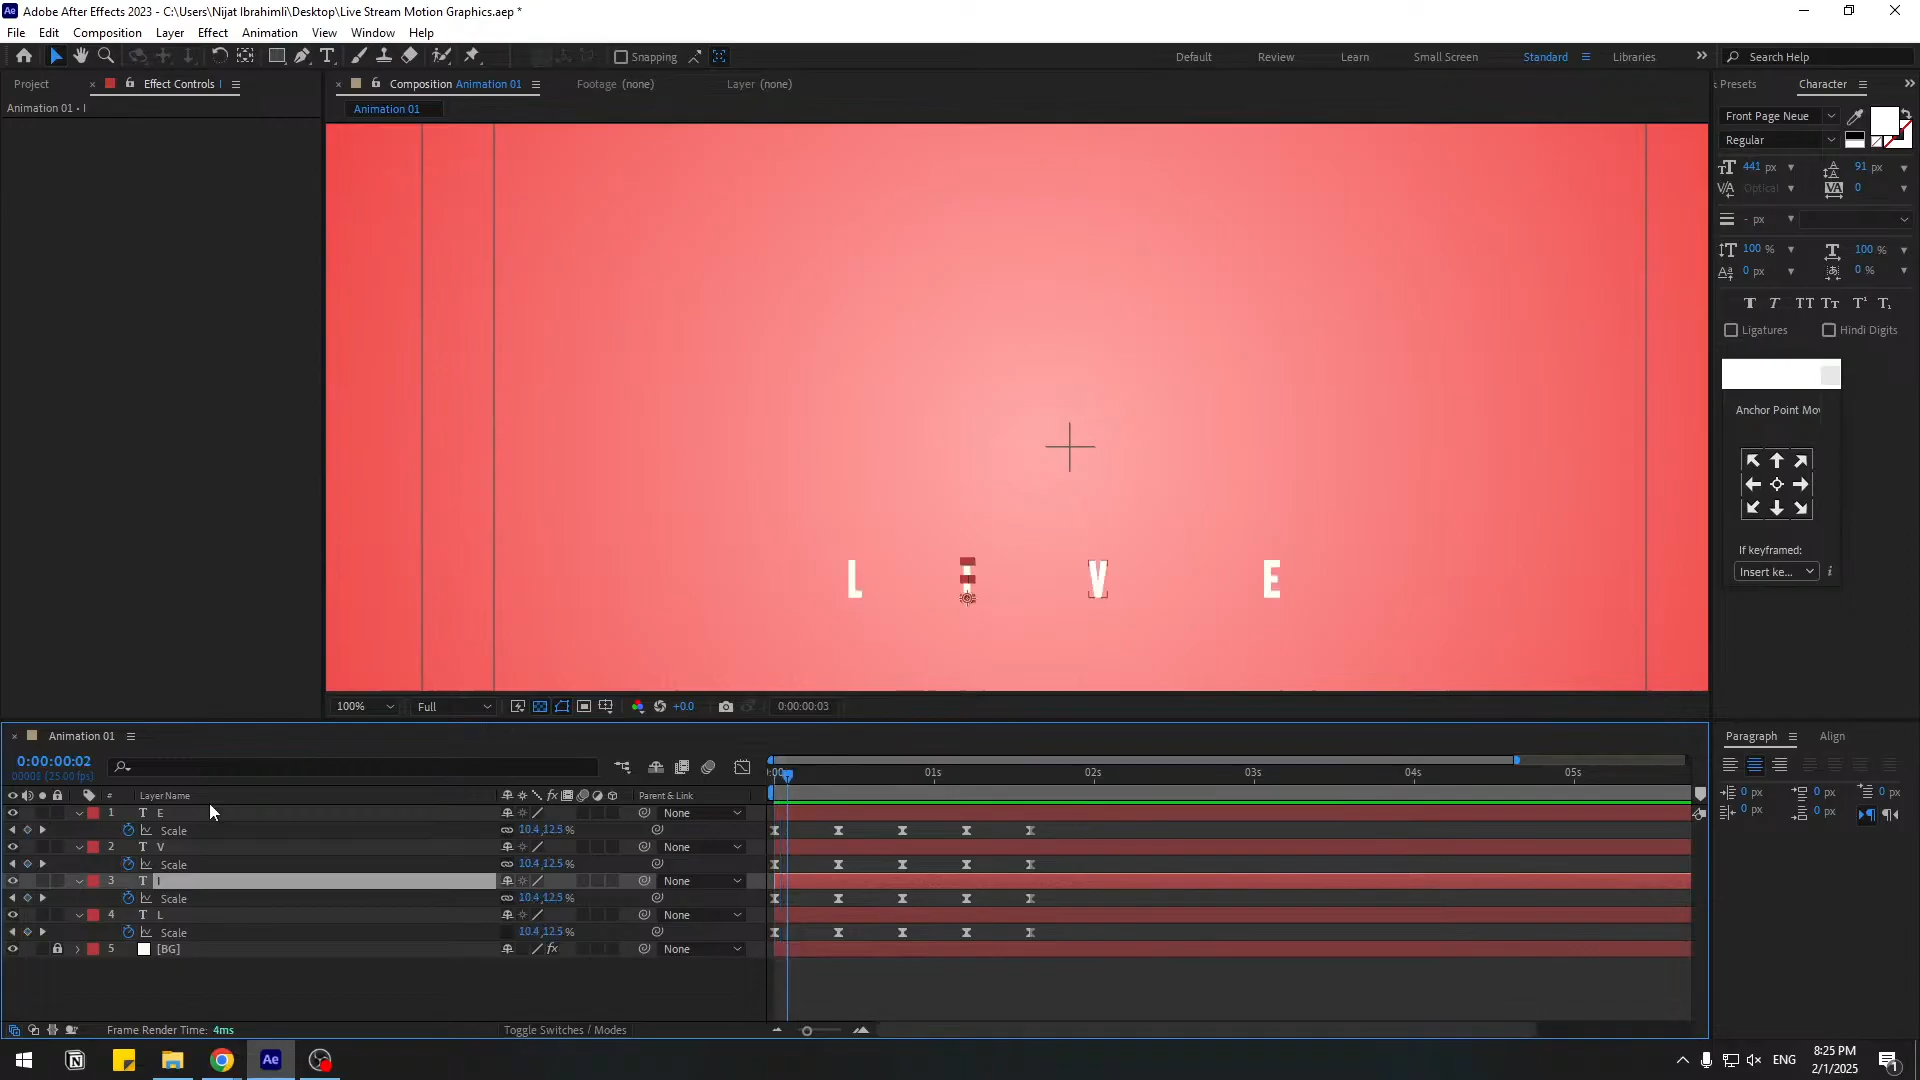 Adobe After Effects 2023 - C:\Users\Nijat Ibrahimli\Desktop\Live Stream Motion Graphics.aep *
File Edit Composition Layer Effect Animation View Window Help
Snapping
Default Review Learn Small Screen Standard Libraries Search Help
Project Effect Controls I
Composition Animation 01 Footage (none) Layer (none)
Presets Character
Animation 01 • I
Animation 01
Front Page Neue
Regular
441 px 91 px
Optical 0
- px
100 % 100 %
0 px 0 %
Ligatures Hindi Digits
Anchor Point Mov
If keyframed:
Insert ke...
L I V E
100% Full +0.0 0:00:00:03
Animation 01
Paragraph Align
0:00:00:02
00002 (25.00 fps)
:00s 01s 02s 03s 04s 05s
# Layer Name Parent & Link
0 px 0 px 0 px
0 px 0 px
1 T E None
Scale 10.4,12.5 %
2 T V None
Scale 10.4,12.5 %
3 T I None
Scale 10.4,12.5 %
4 T L None
Scale 10.4,12.5 %
5 [BG] None
Frame Render Time: 4ms Toggle Switches / Modes
ENG 8:25 PM
2/1/2025
1